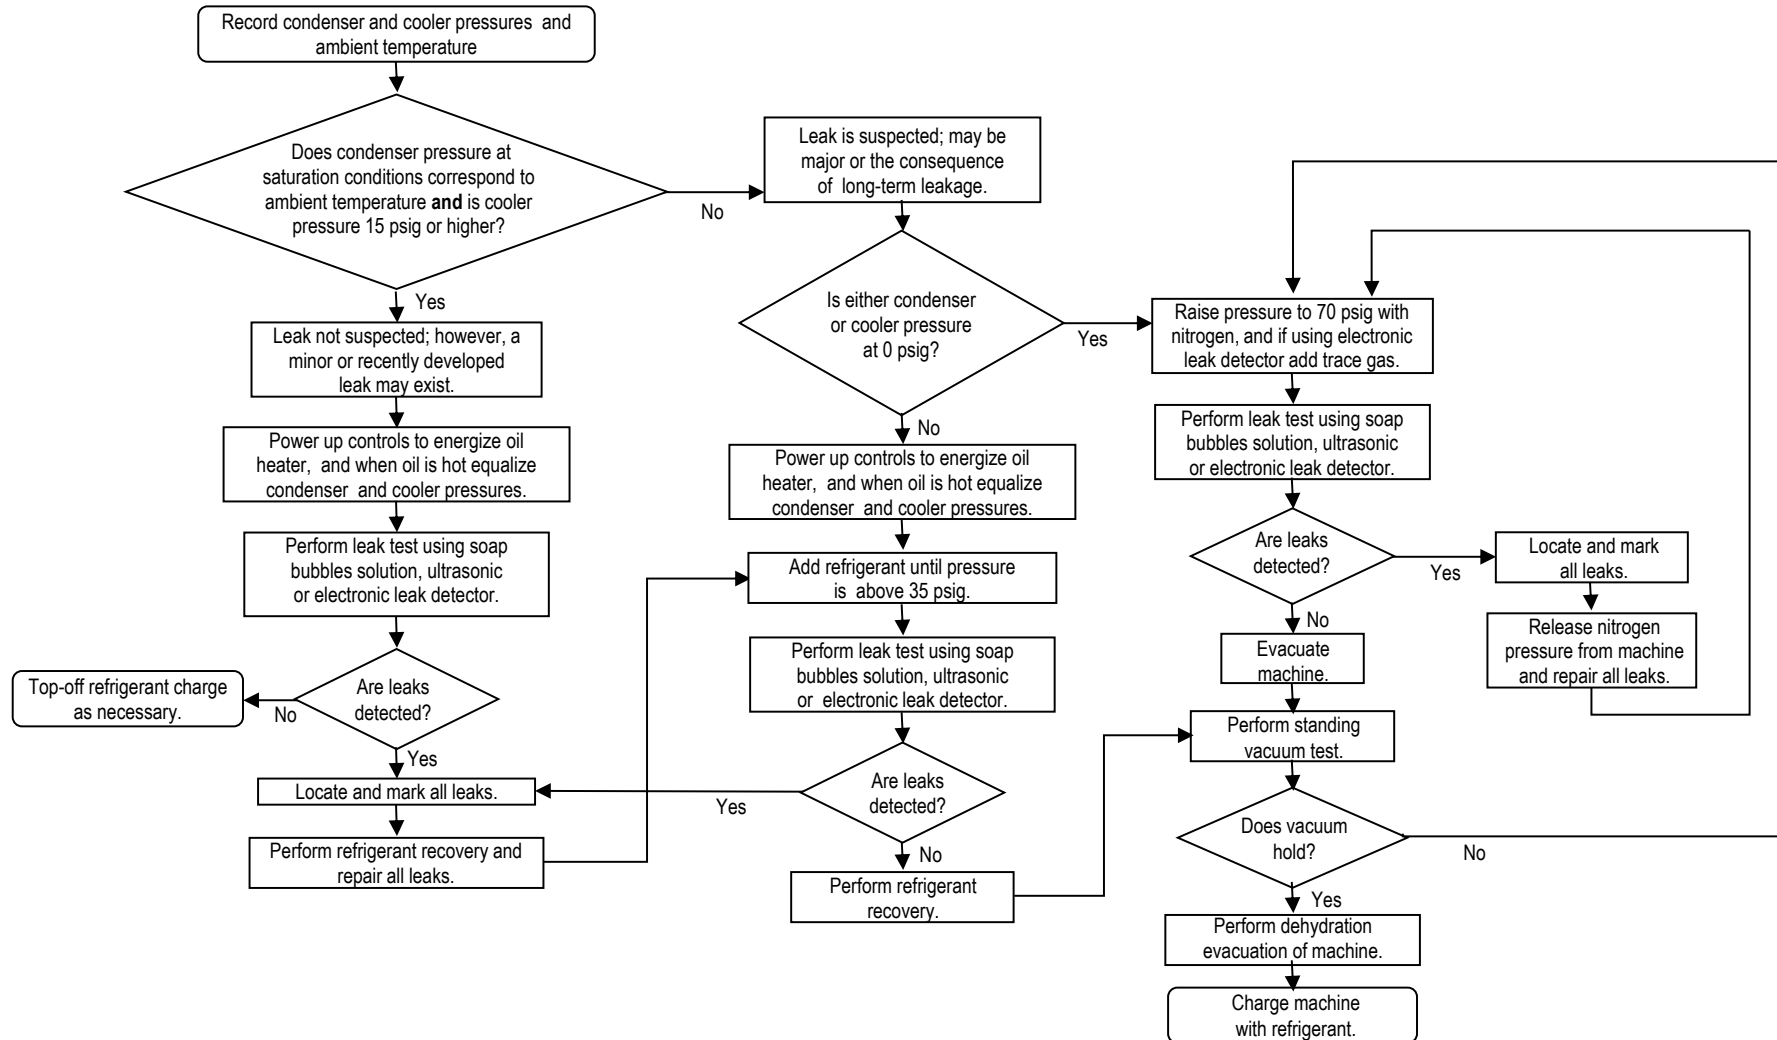 Record condenser and cooler pressures and
ambient temperature
Does condenser pressure at
saturation conditions correspond to
ambient temperature and is cooler
pressure 15 psig or higher?
No
Yes
Leak not suspected; however, a
minor or recently developed
leak may exist.
Power up controls to energize oil
heater, and when oil is hot equalize
condenser and cooler pressures.
Perform leak test using soap
bubbles solution, ultrasonic
or electronic leak detector.
Are leaks
detected?
No
Top-off refrigerant charge
as necessary.
Yes
Locate and mark all leaks.
Perform refrigerant recovery and
repair all leaks.
Leak is suspected; may be
major or the consequence
of long-term leakage.
Is either condenser
or cooler pressure
at 0 psig?
Yes
No
Power up controls to energize oil
heater, and when oil is hot equalize
condenser and cooler pressures.
Add refrigerant until pressure
is above 35 psig.
Perform leak test using soap
bubbles solution, ultrasonic
or electronic leak detector.
Are leaks
detected?
Yes
No
Perform refrigerant
recovery.
Raise pressure to 70 psig with
nitrogen, and if using electronic
leak detector add trace gas.
Perform leak test using soap
bubbles solution, ultrasonic
or electronic leak detector.
Are leaks
detected?
Yes
Locate and mark
all leaks.
Release nitrogen
pressure from machine
and repair all leaks.
No
Evacuate
machine.
Perform standing
vacuum test.
Does vacuum
hold?
No
Yes
Perform dehydration
evacuation of machine.
Charge machine
with refrigerant.